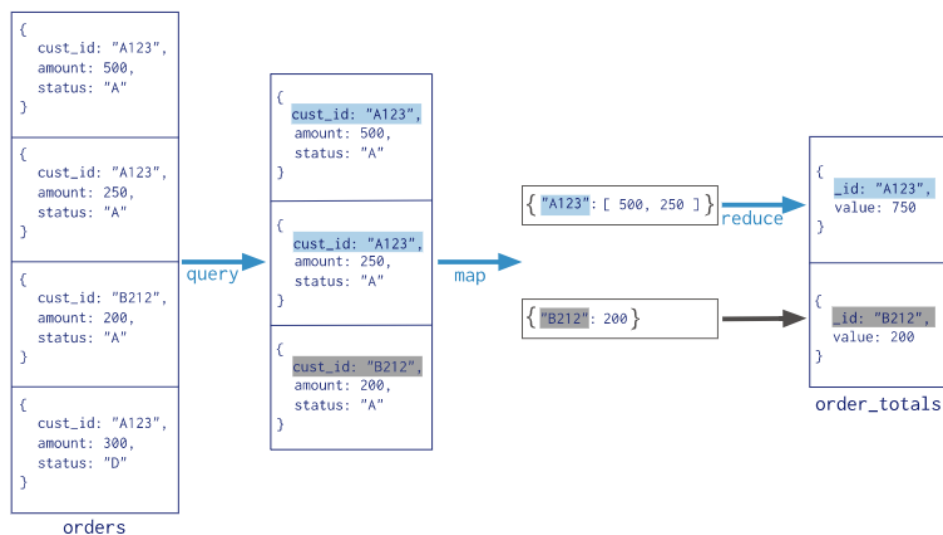 {
cust_id: "A123",
amount: 500,
status: "A"
}
{
cust_id: "A123",
amount: 250,
status: "A"
}
{
cust_id: "B212",
amount: 200,
status: "A"
}
{
cust_id: "A123",
amount: 300,
status: "D"
}
orders
query
{
cust_id: "A123",
amount: 500,
status: "A"
}
{
cust_id: "A123",
amount: 250,
status: "A"
}
{
cust_id: "B212",
amount: 200,
status: "A"
}
map
{"A123": [ 500, 250 ]}
{"B212": 200}
reduce
{
_id: "A123",
value: 750
}
{
_id: "B212",
value: 200
}
order_totals